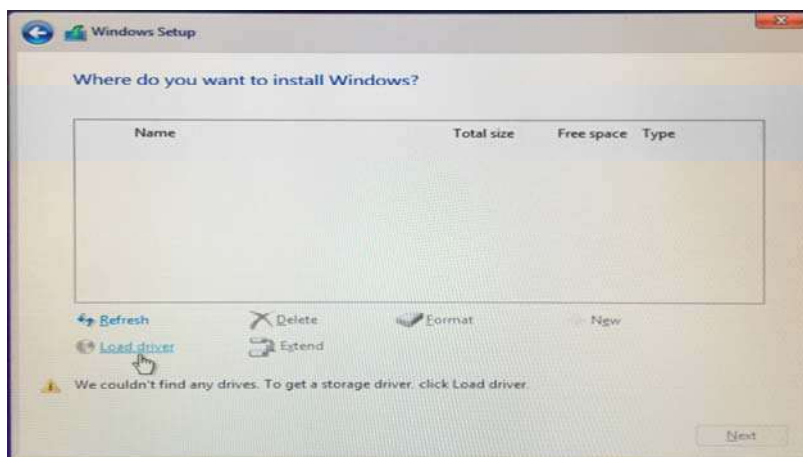 Windows Setup
Where do you want to install Windows?
Name Total size Free space Type
Refresh Delete Format New
Load driver Extend
We couldn't find any drives. To get a storage driver, click Load driver.
Next